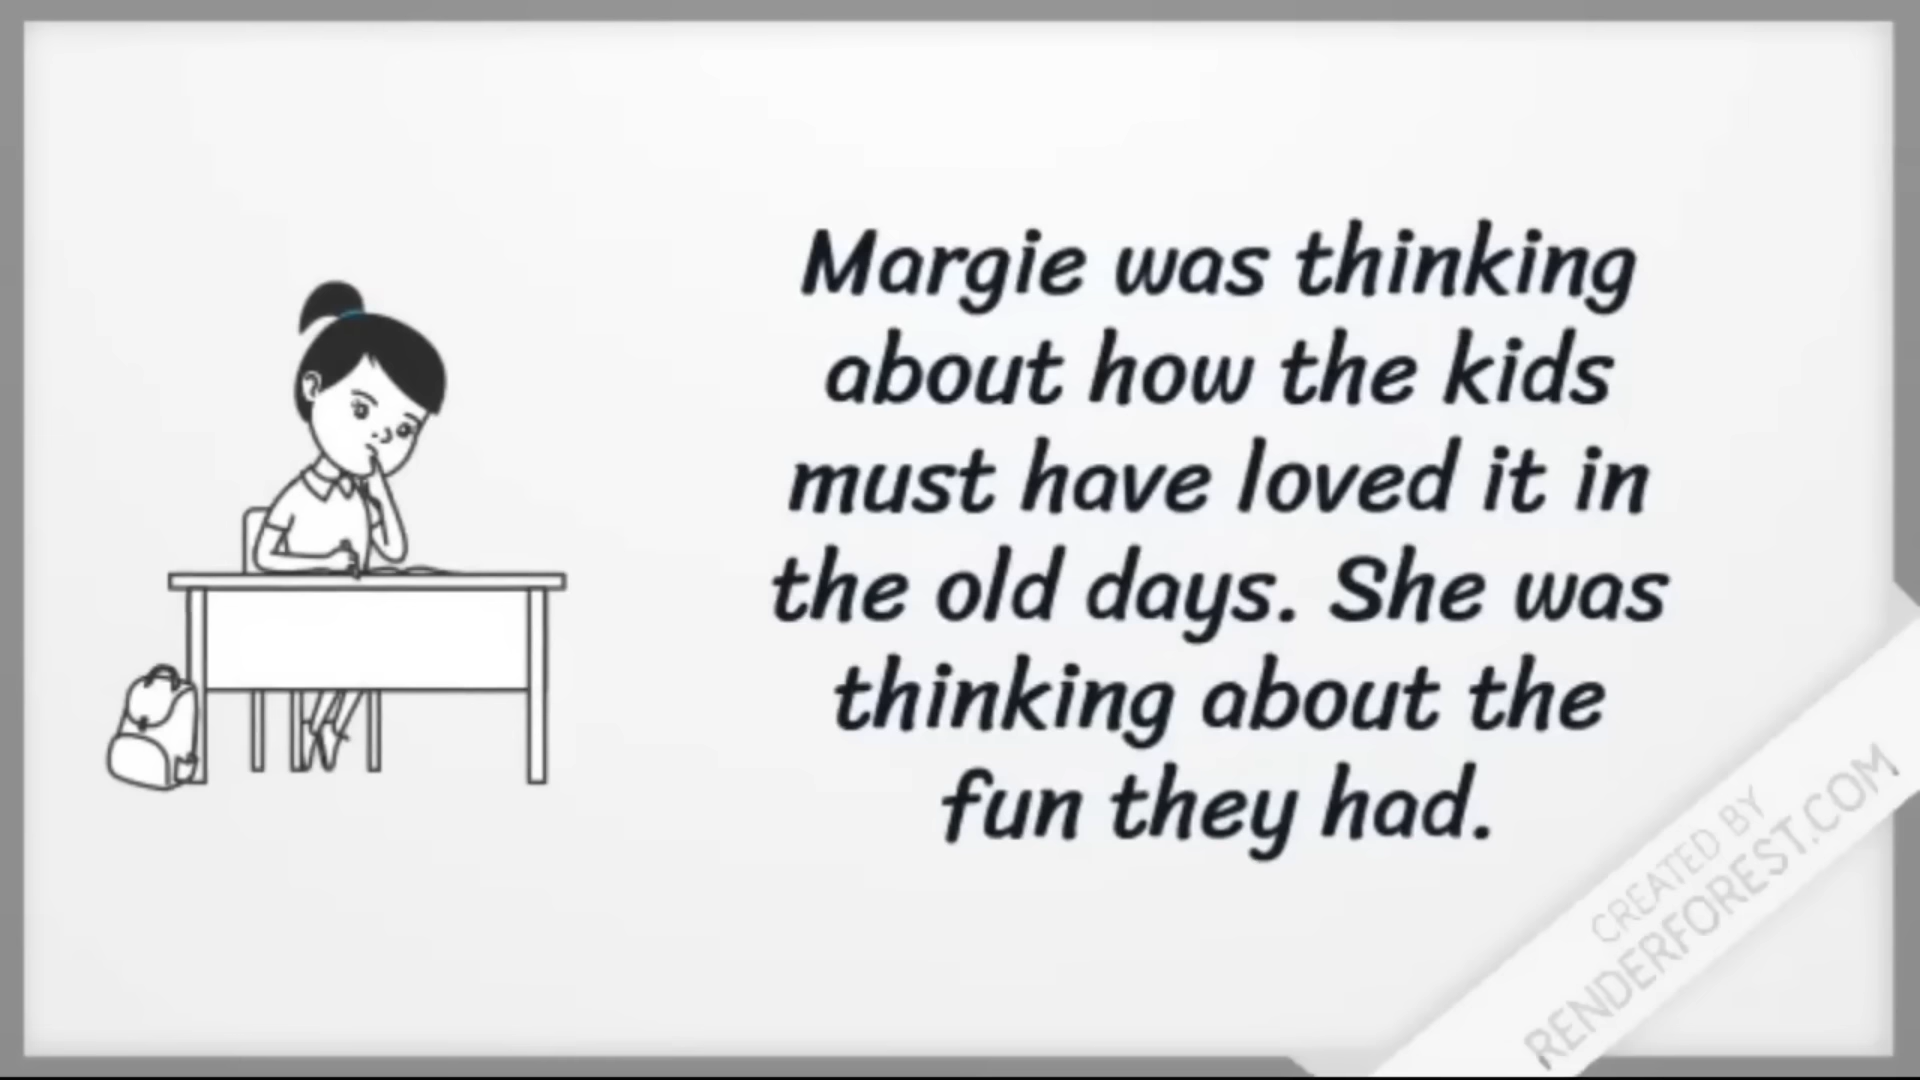 Margie was thinking
about how the kids
must have loved it in
the old days. She was
thinking about the
fun they had.
CREATED BY
RENDERFOREST.COM